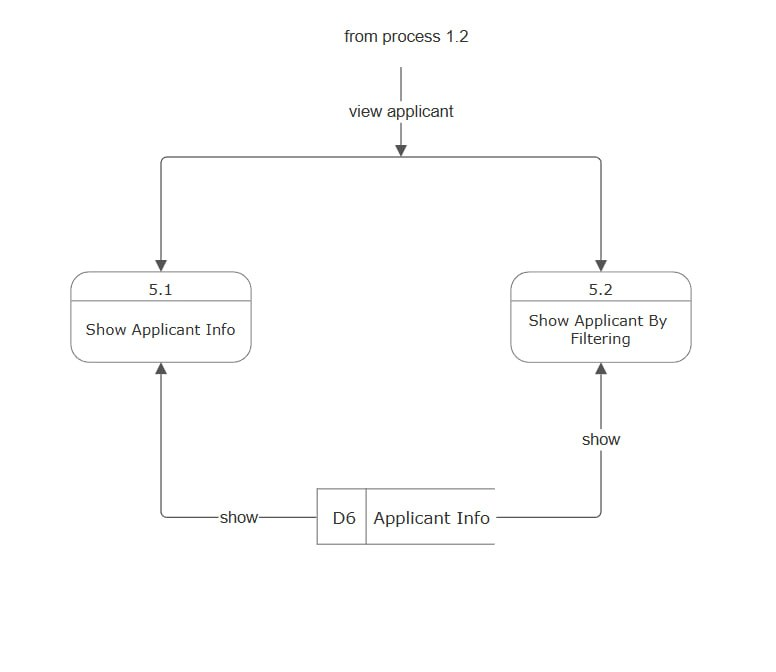 from process 1.2
view applicant
5.1
Show Applicant Info
5.2
Show Applicant By
Filtering
show
show
D6
Applicant Info